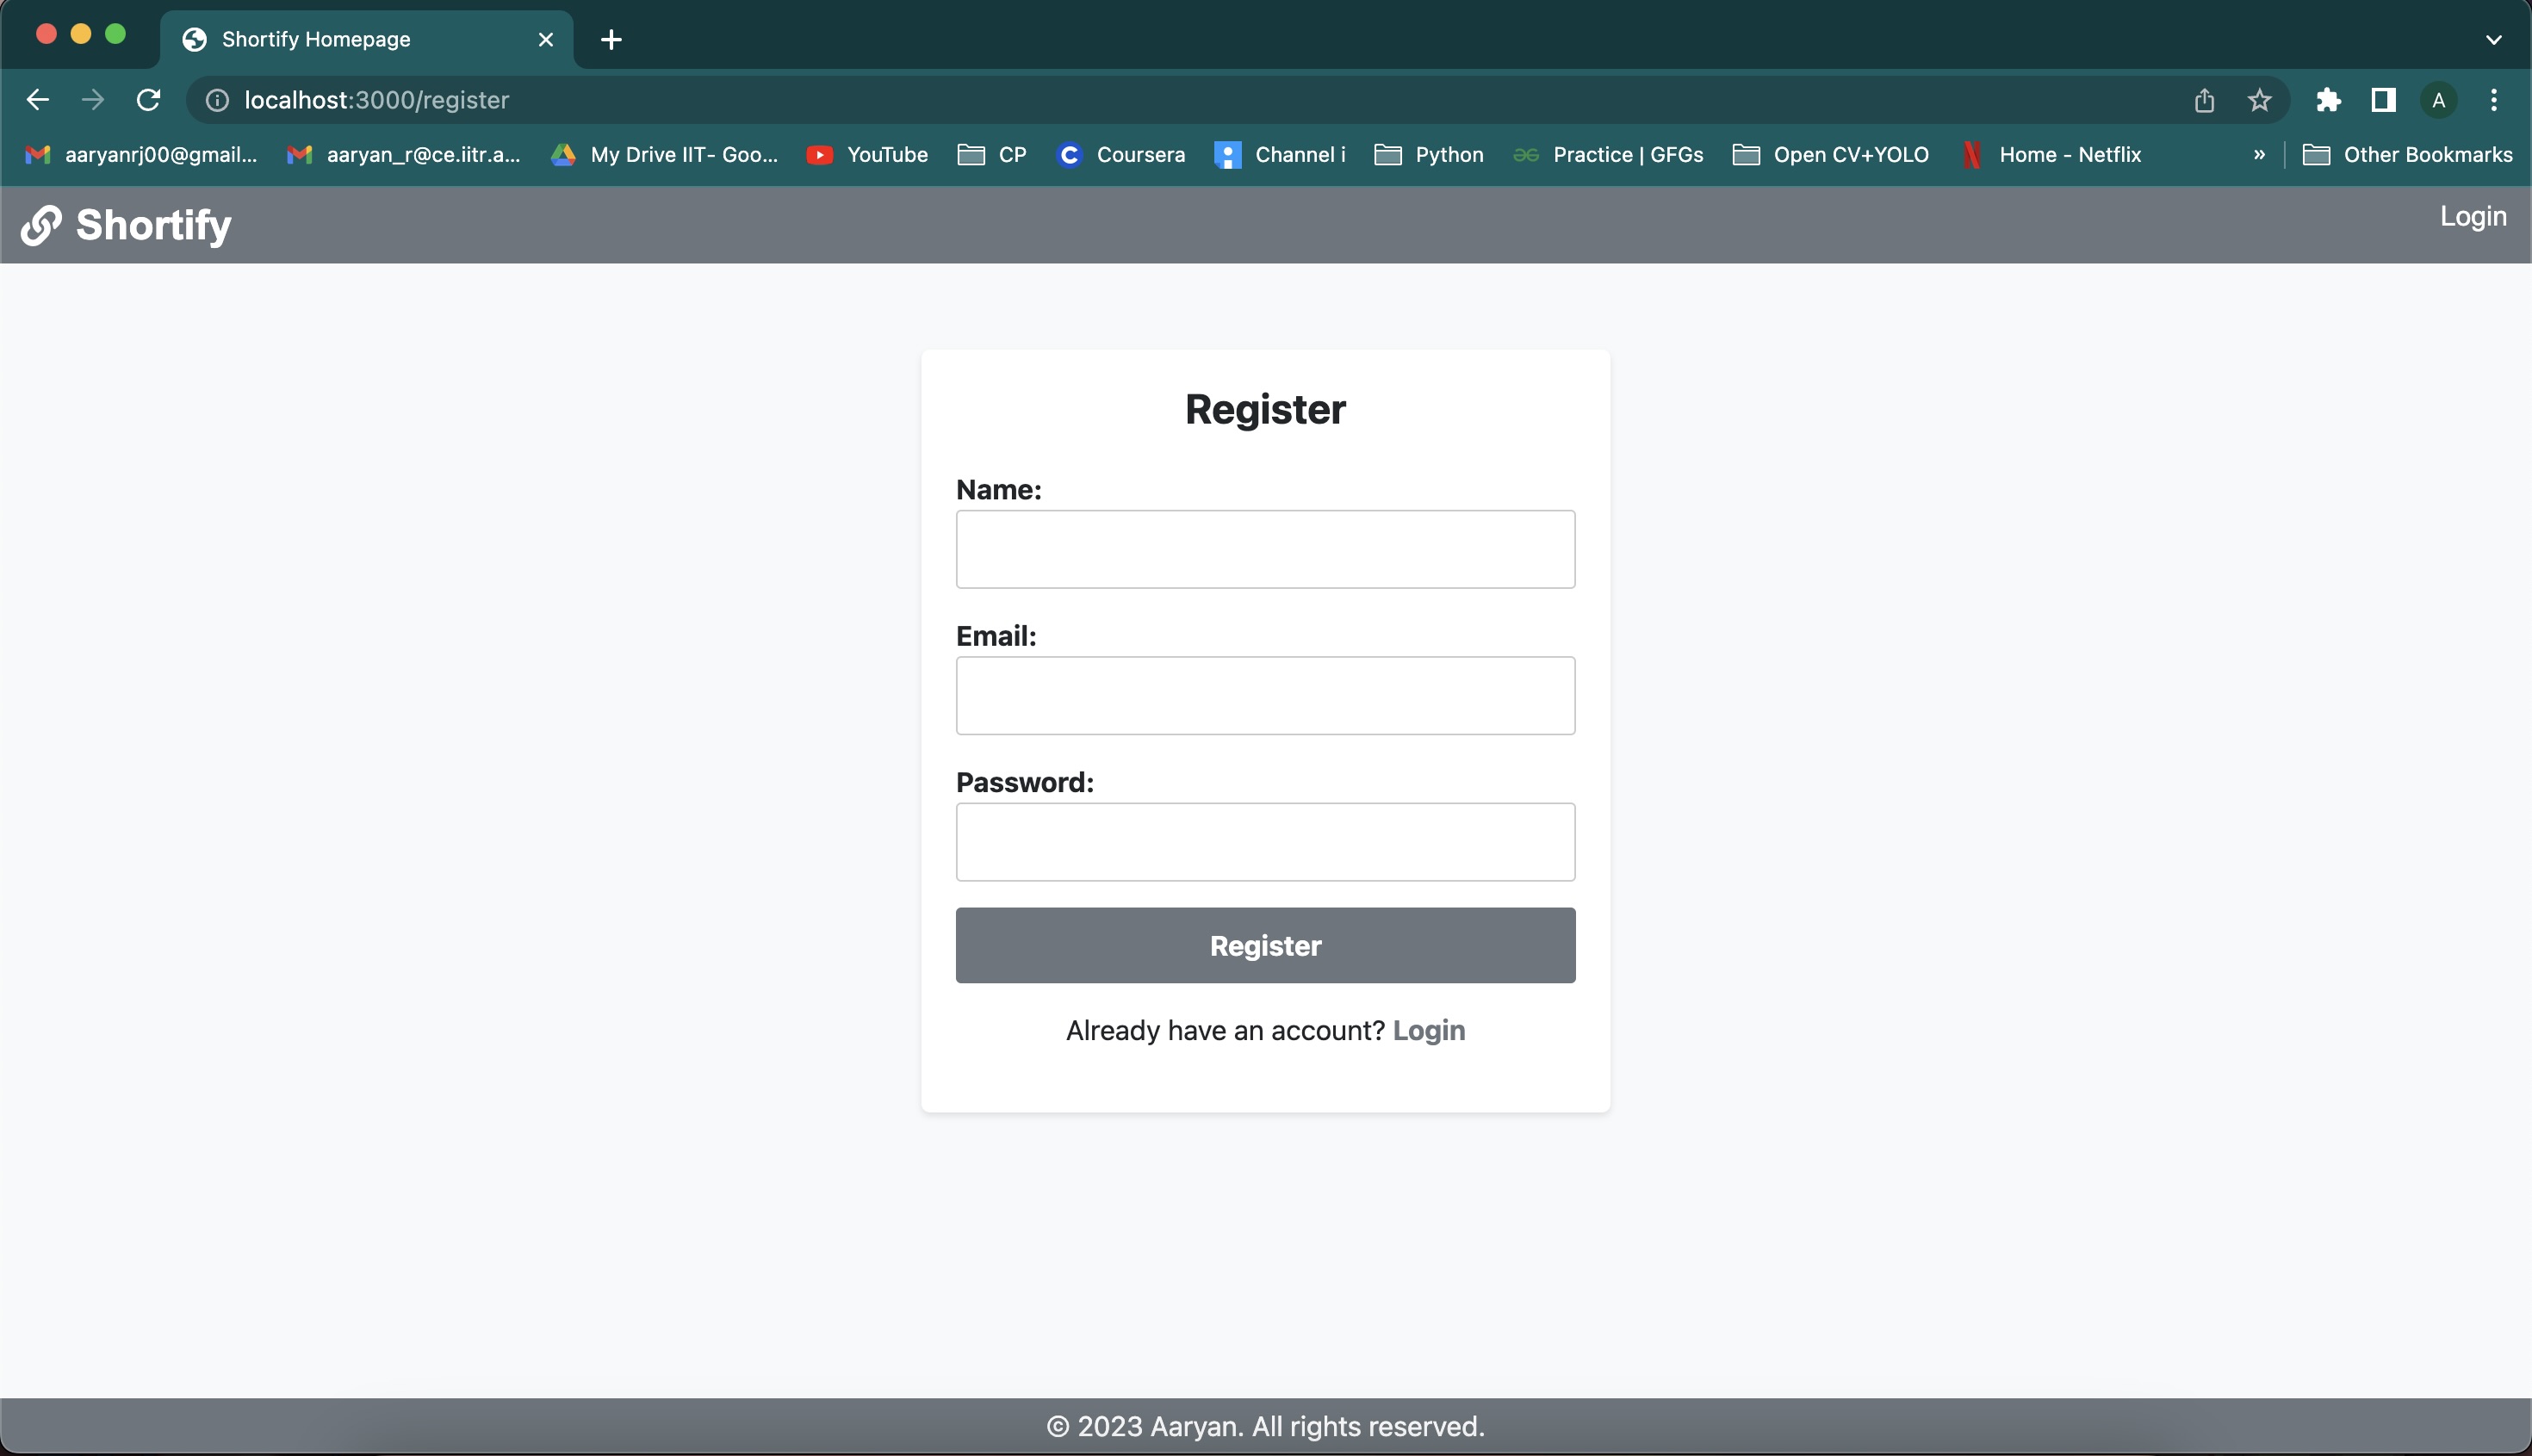 Shortify Homepage
localhost:3000/register
A
aaryanrj00@gmail... aaryan_r@ce.iitr.a... My Drive IIT- Goo... YouTube CP Coursera Channel i Python Practice | GFGs Open CV+YOLO Home - Netflix » Other Bookmarks
Shortify Login
Register
Name:
Email:
Password:
Register
Already have an account? Login
© 2023 Aaryan. All rights reserved.